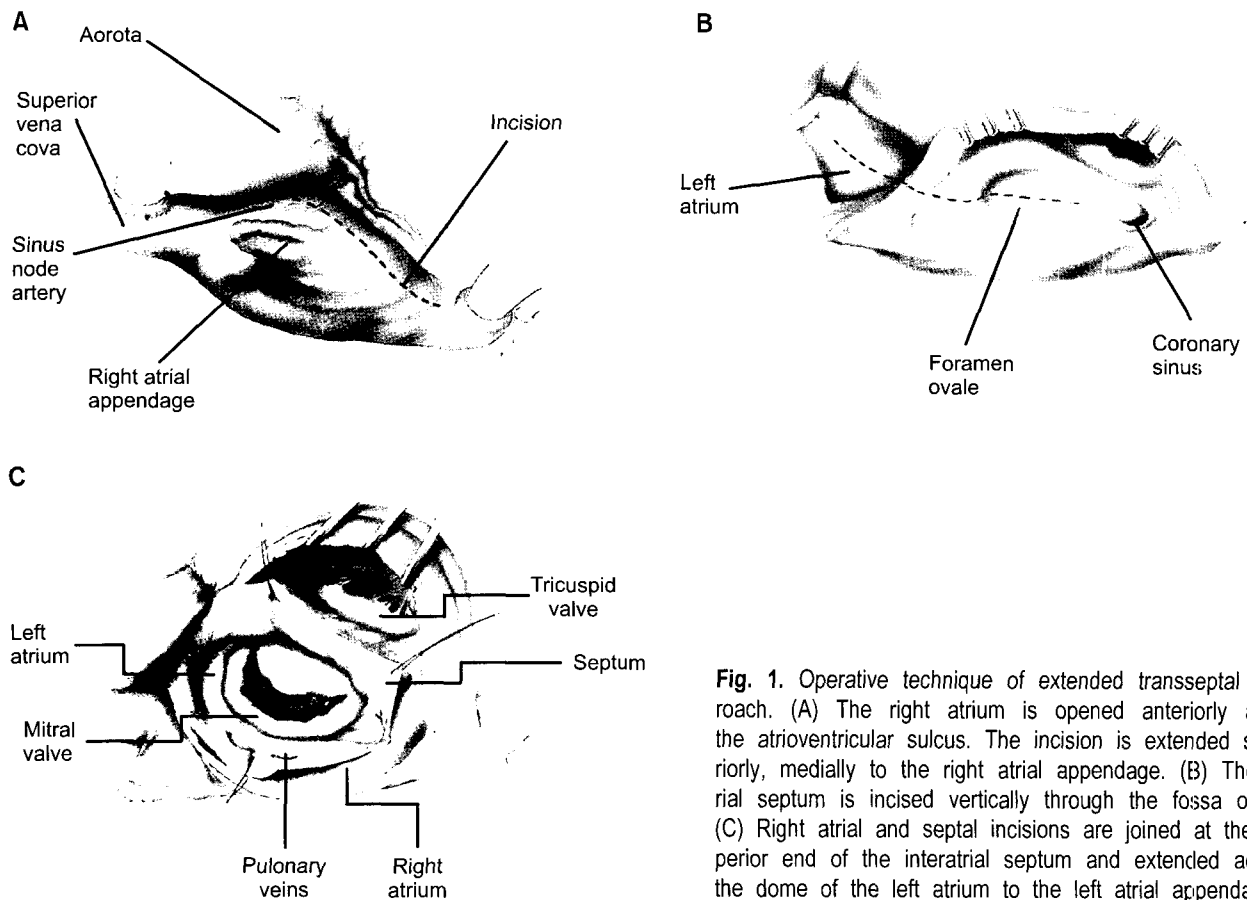 A
Aorota
Superior
vena
cova
Incision
Sinus
node
artery
Right atrial
appendage
B
Left
atrium
Foramen
ovale
Coronary
sinus
C
Tricuspid
valve
Left
atrium
Septum
Mitral
valve
Pulonary
veins
Right
atrium
Fig. 1. Operative technique of extended transseptal
roach. (A) The right atrium is opened anteriorly a
the atrioventricular sulcus. The incision is extended s
riorly, medially to the right atrial appendage. (B) The
rial septum is incised vertically through the fossa o
(C) Right atrial and septal incisions are joined at the
perior end of the interatrial septum and extended a
the dome of the left atrium to the left atrial appenda